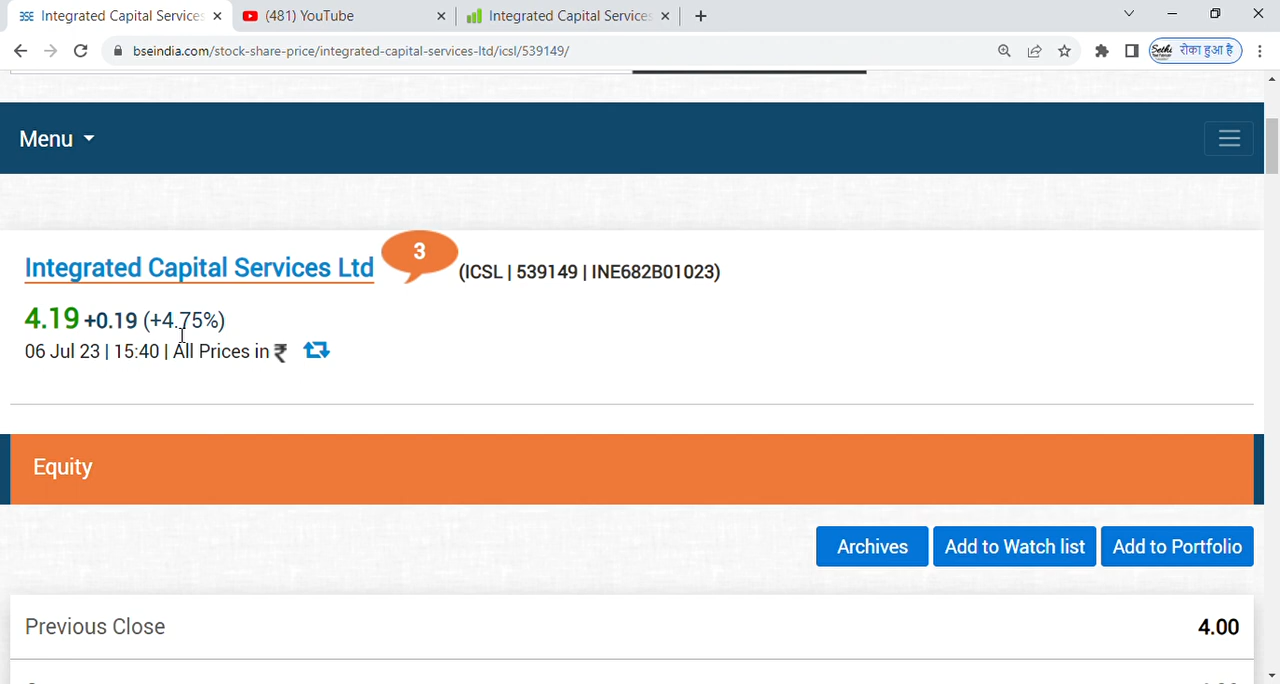 Integrated Capital Services
(481) YouTube
Integrated Capital Services
bseindia.com/stock-share-price/integrated-capital-services-ltd/icsl/539149/
Sethi
रोका हुआ है
Menu
Integrated Capital Services Ltd
3
(ICSL | 539149 | INE682B01023)
4.19 +0.19 (+4.75%)
06 Jul 23 | 15:40 | All Prices in ₹
Equity
Archives
Add to Watch list
Add to Portfolio
Previous Close
4.00